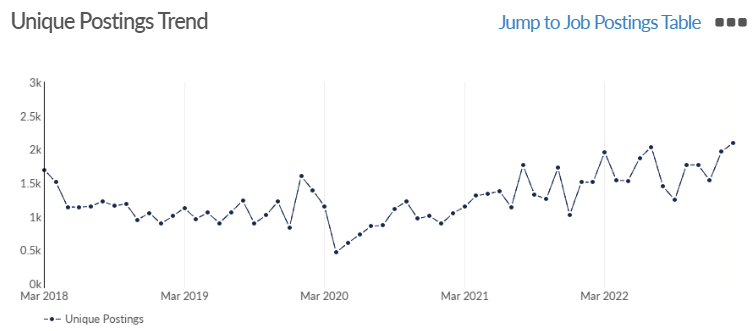 Unique Postings Trend
Jump to Job Postings Table
3k
2.5k
2k
1.5k
1k
0.5k
0k
Mar 2018
Mar 2019
Mar 2020
Mar 2021
Mar 2022
Unique Postings